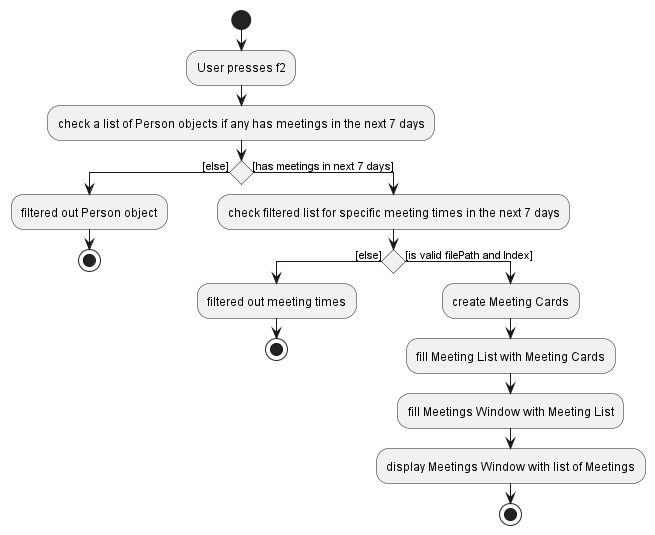 User presses f2
check a list of Person objects if any has meetings in the next 7 days
[else]
[has meetings in next 7 days]
filtered out Person object
check filtered list for specific meeting times in the next 7 days
[else]
[is valid filePath and Index]
filtered out meeting times
create Meeting Cards
fill Meeting List with Meeting Cards
fill Meetings Window with Meeting List
display Meetings Window with list of Meetings